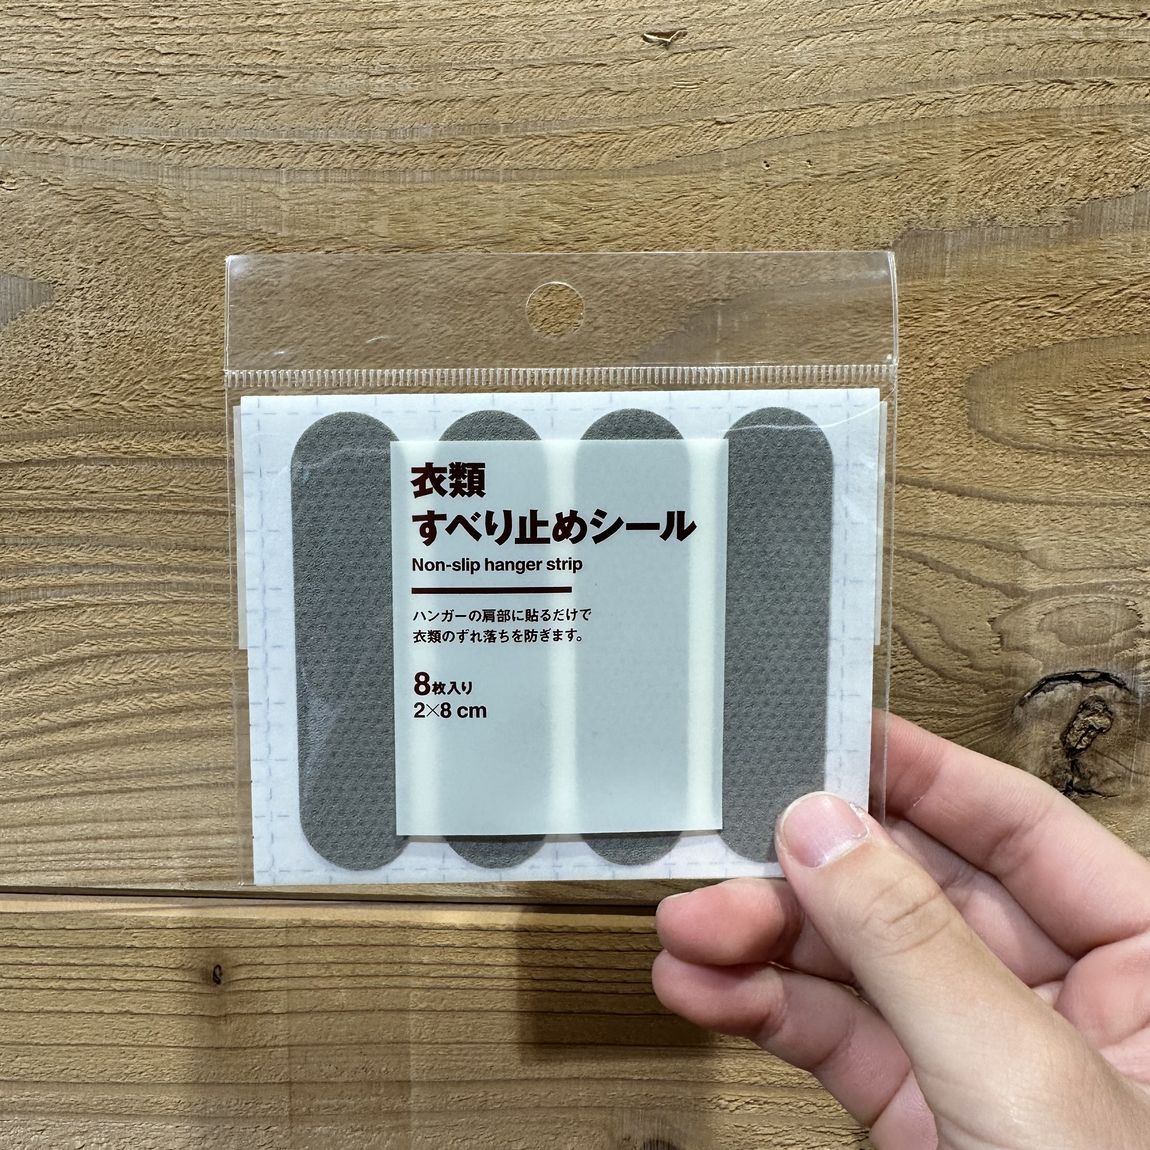 衣類
すべり止めシール
Non-slip hanger strip
ハンガーの肩部に貼るだけで
衣類のずれ落ちを防ぎます。
8枚入り
2×8 cm